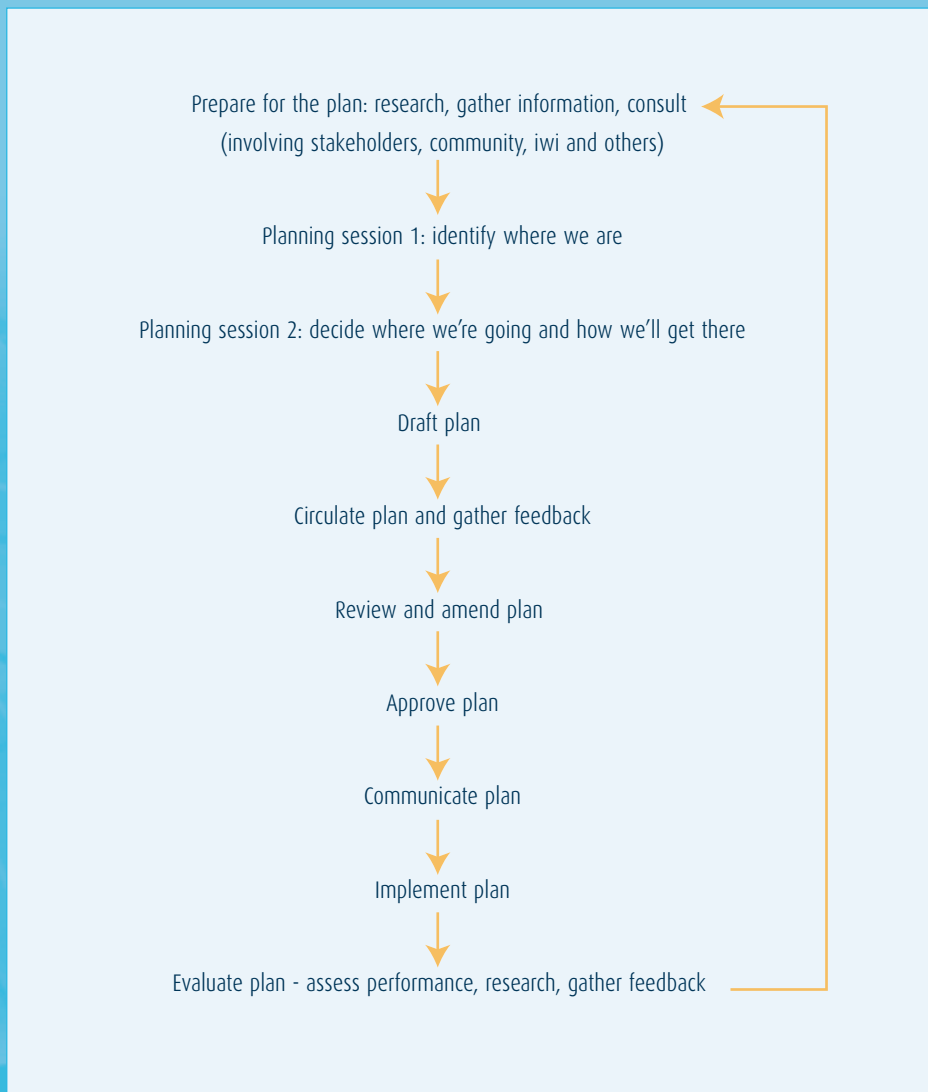 Prepare for the plan: research, gather information, consult
(involving stakeholders, community, iwi and others)
Planning session 1: identify where we are
Planning session 2: decide where we’re going and how we’ll get there
Draft plan
Circulate plan and gather feedback
Review and amend plan
Approve plan
Communicate plan
Implement plan
Evaluate plan - assess performance, research, gather feedback